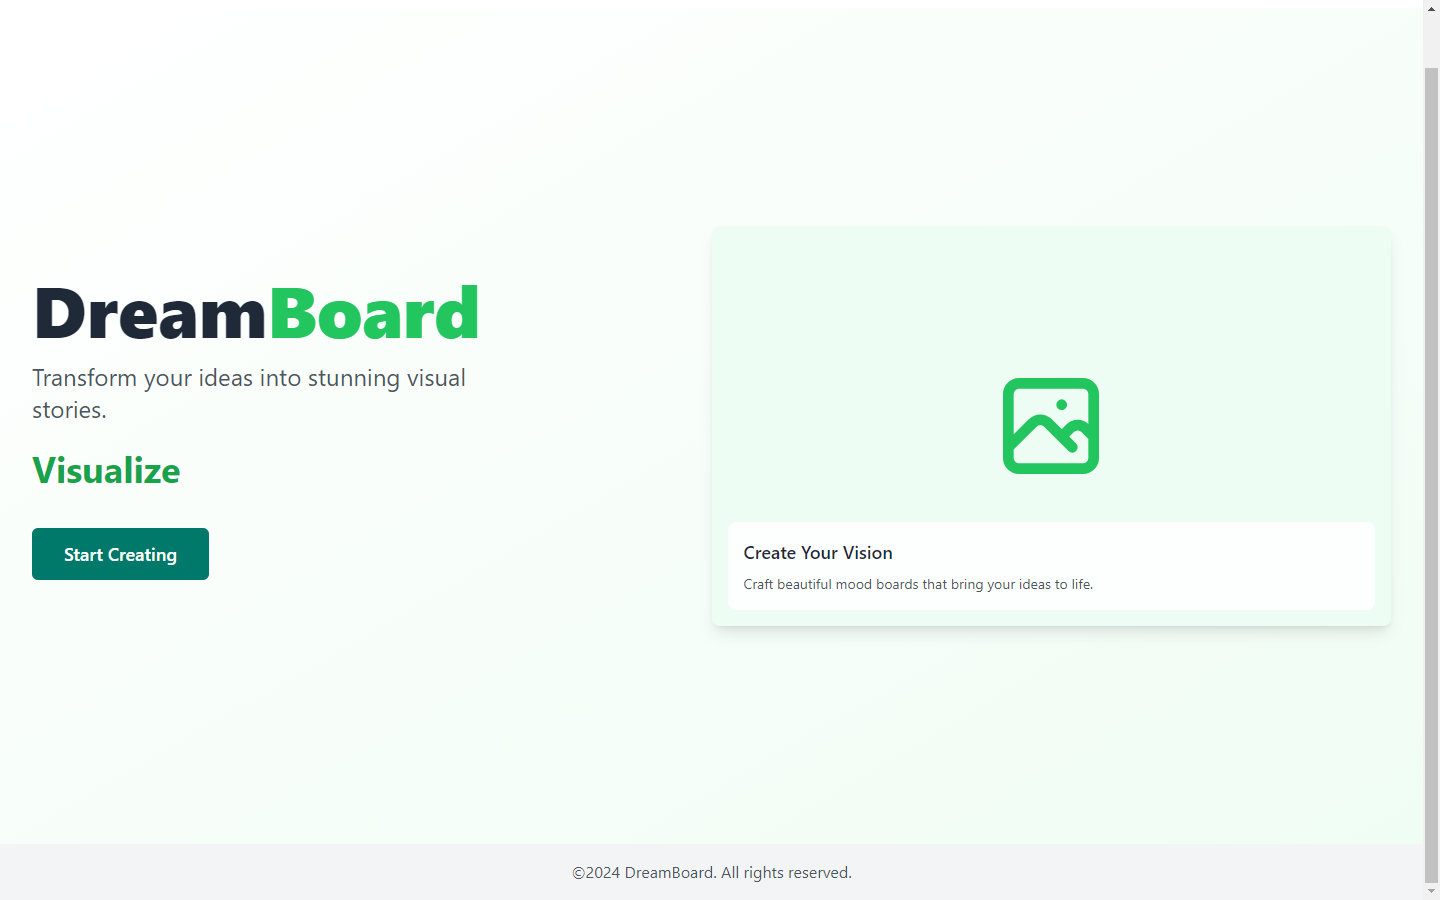 DreamBoard
Transform your ideas into stunning visual
stories.
Visualize
Start Creating
Create Your Vision
Craft beautiful mood boards that bring your ideas to life.
©2024 DreamBoard. All rights reserved.